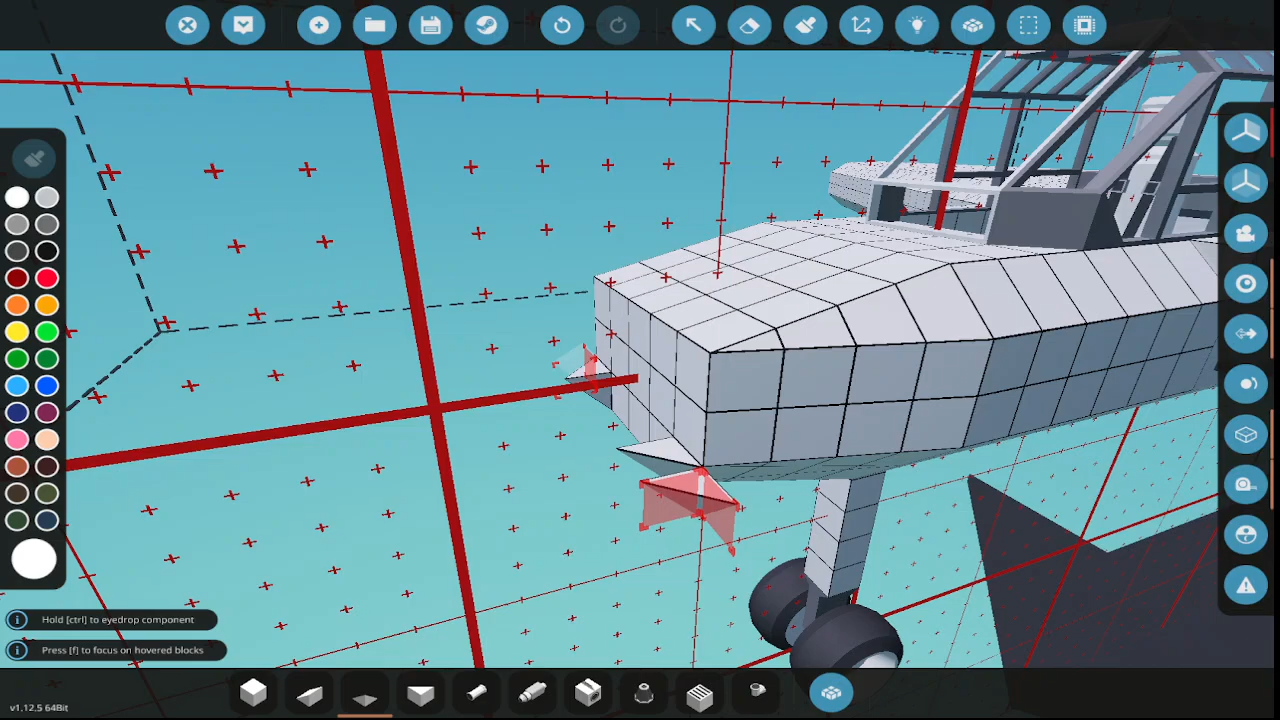 Hold [ctrl] to eyedrop component
Press [f] to focus on hovered blocks
v1.12.5 64Bit